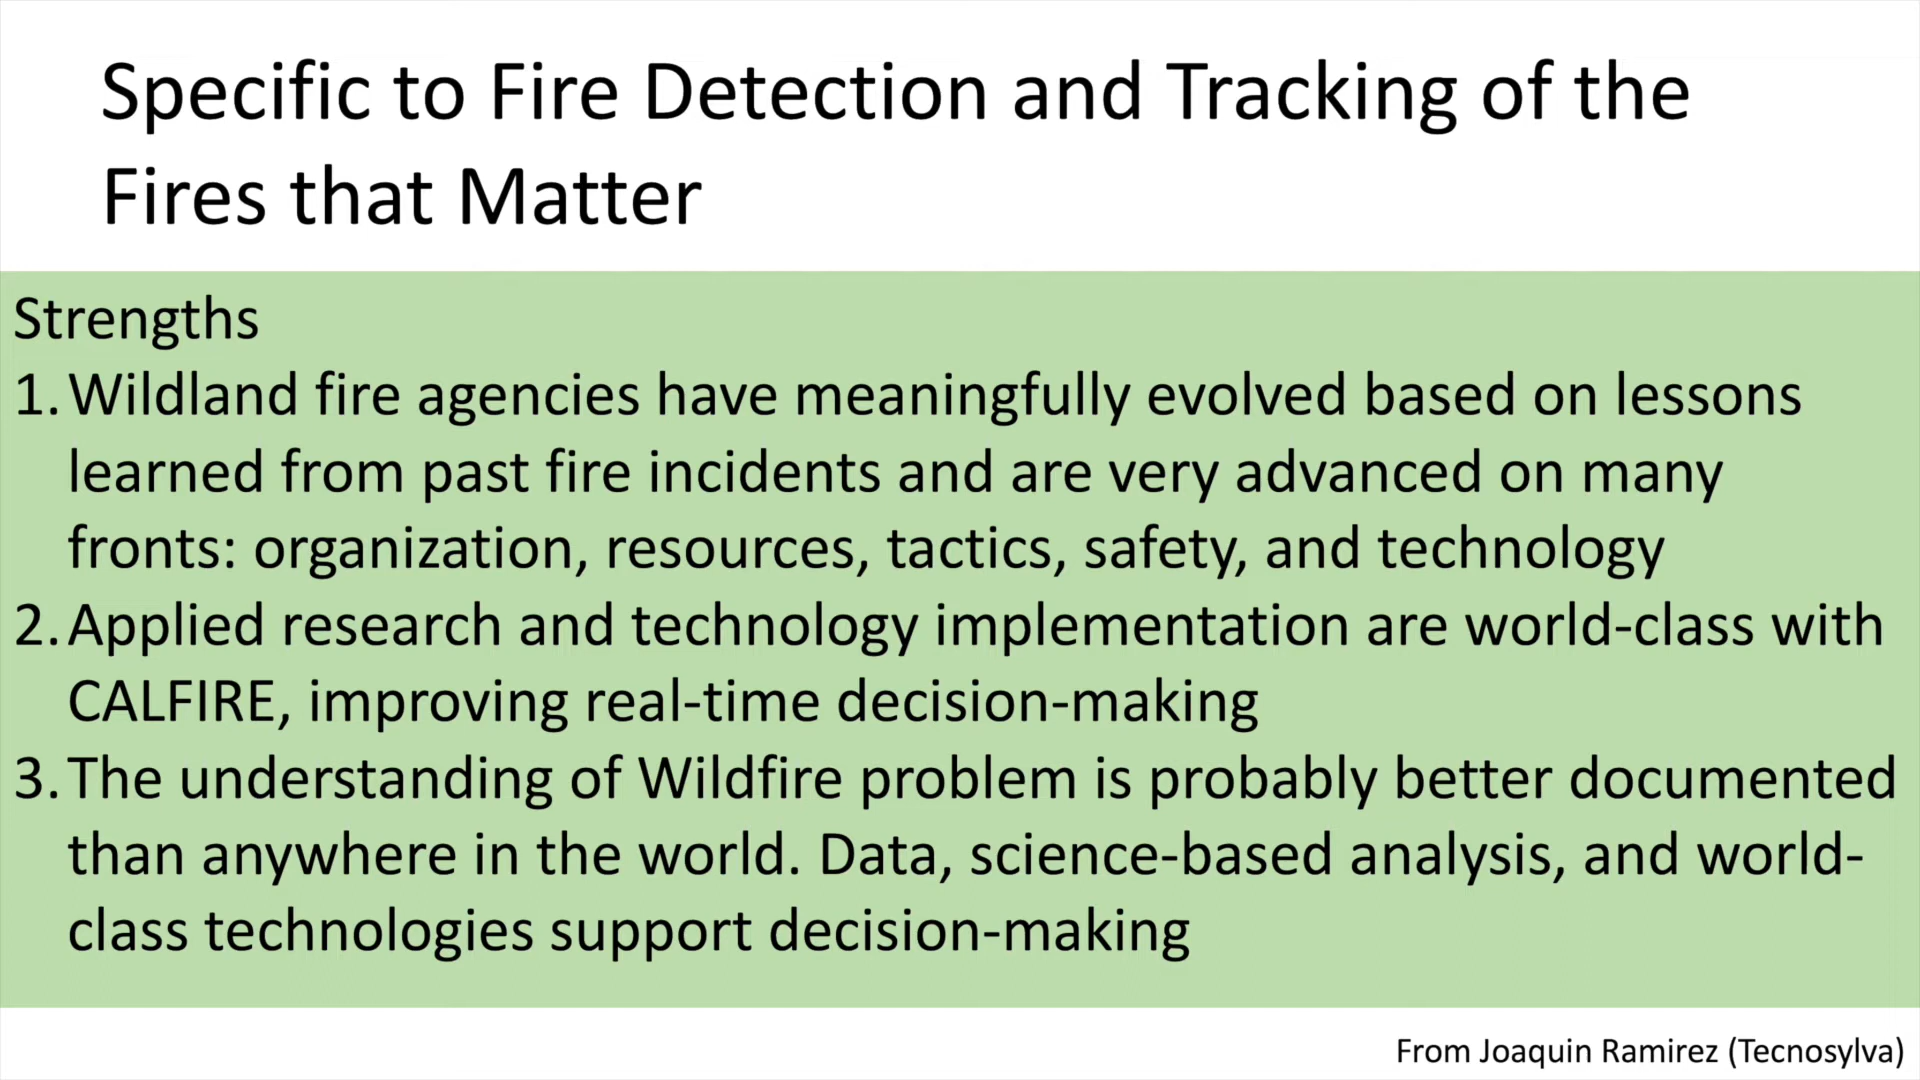 Specific to Fire Detection and Tracking of the
Fires that Matter
Strengths
1. Wildland fire agencies have meaningfully evolved based on lessons
learned from past fire incidents and are very advanced on many
fronts: organization, resources, tactics, safety, and technology
2. Applied research and technology implementation are world-class with
CALFIRE, improving real-time decision-making
3. The understanding of Wildfire problem is probably better documented
than anywhere in the world. Data, science-based analysis, and world-
class technologies support decision-making
From Joaquin Ramirez (Tecnosylva)